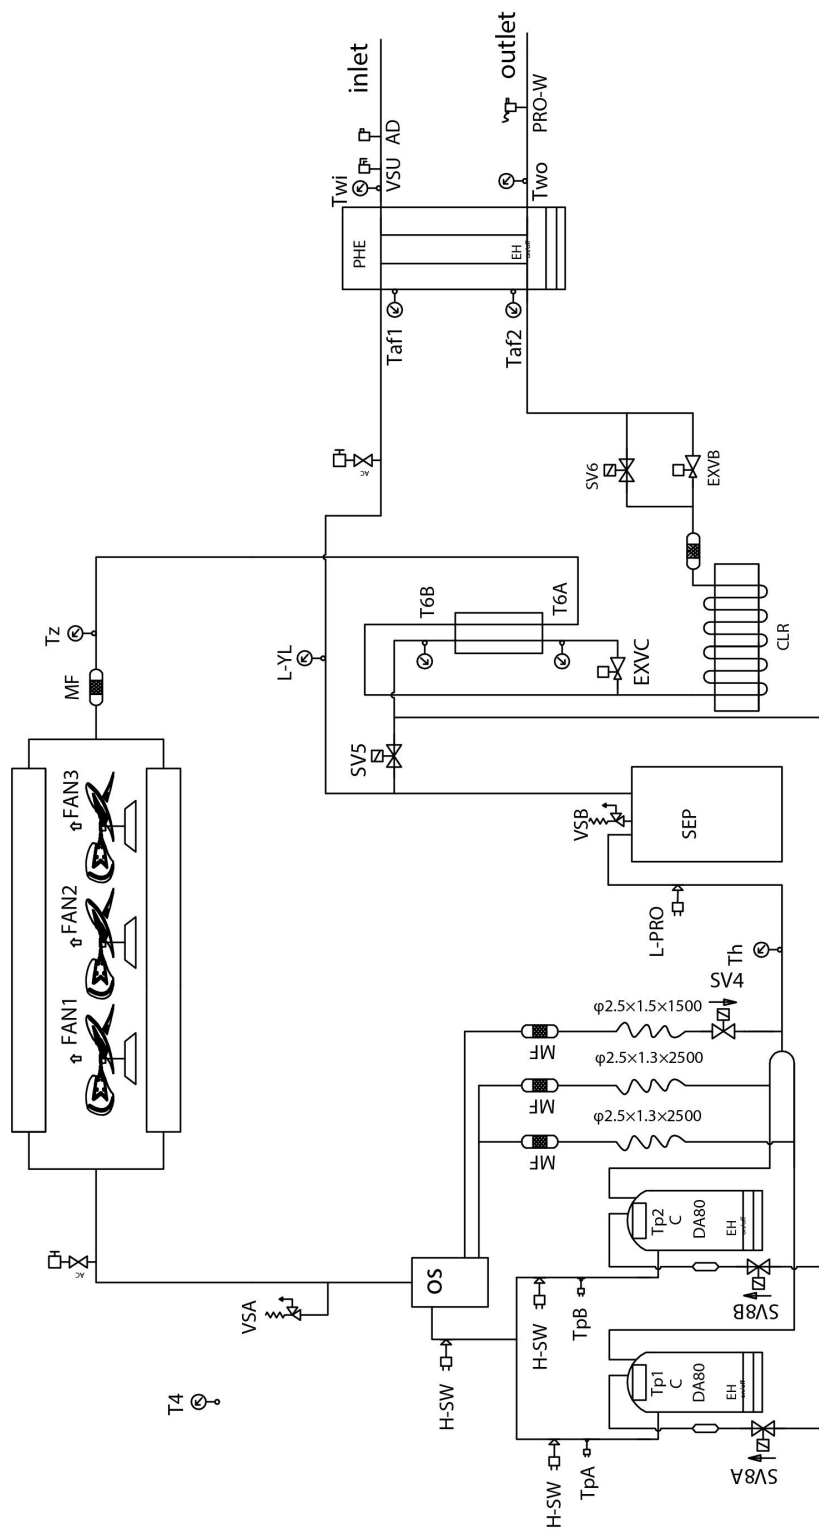 inlet
outlet
AD
VSU
Twi
PRO-W
Two
PHE
EH
Taf1
Taf2
AC
SV6
EXVB
CLR
Tz
MF
L-YL
T6B
T6A
EXVC
SV5
VSB
SEP
L-PRO
Th
FAN3
FAN2
FAN1
SV4
φ2.5×1.5×1500
MF
φ2.5×1.3×2500
MF
φ2.5×1.3×2500
MF
AC
VSA
OS
T4
H-SW
H-SW
TpB
Tp2
C
DA80
EH
SV8B
H-SW
TpA
Tp1
C
DA80
EH
SV8A